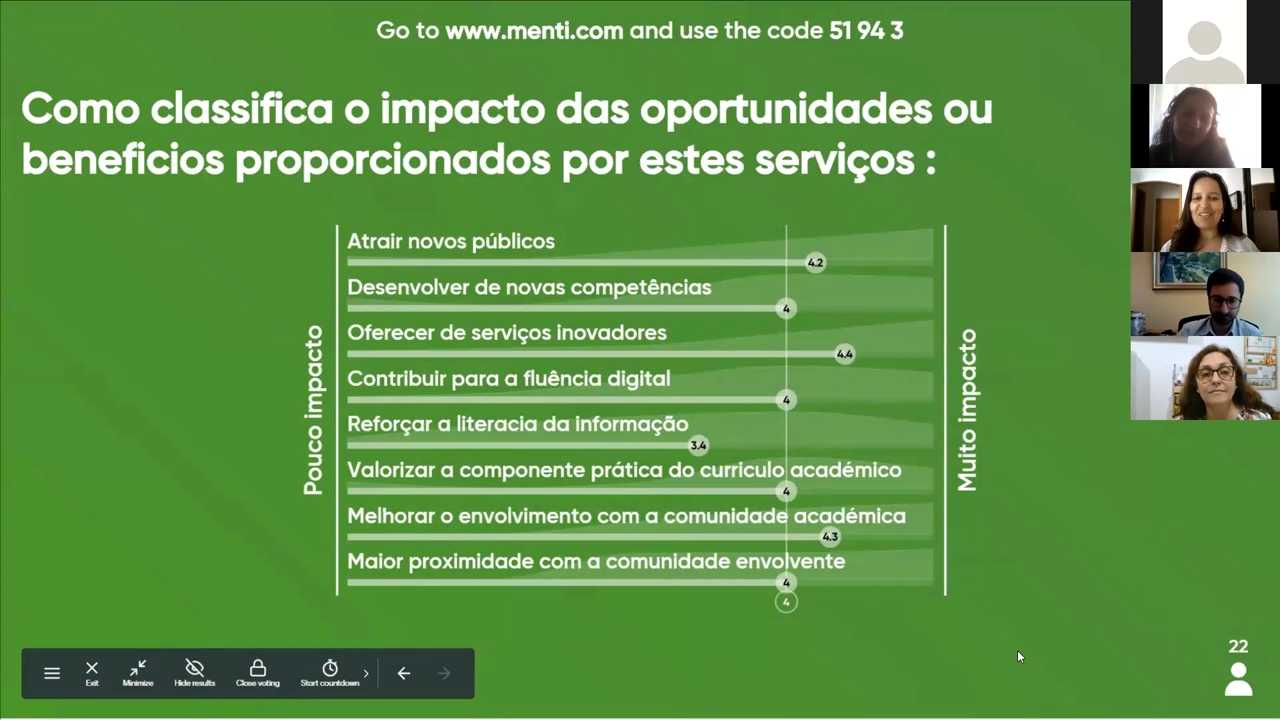 Go to www.menti.com and use the code 51 94 3
Como classifica o impacto das oportunidades ou
beneficios proporcionados por estes serviços :
Pouco impacto
Atrair novos públicos
4.2
Desenvolver de novas competências
4
Oferecer de serviços inovadores
4.4
Contribuir para a fluência digital
4
Reforçar a literacia da informação
3.4
Valorizar a componente prática do curriculo académico
4
Melhorar o envolvimento com a comunidade académica
4.3
Maior proximidade com a comunidade envolvente
4
4
Muito impacto
Exit
Minimize
Hide results
Close voting
Start countdown
22